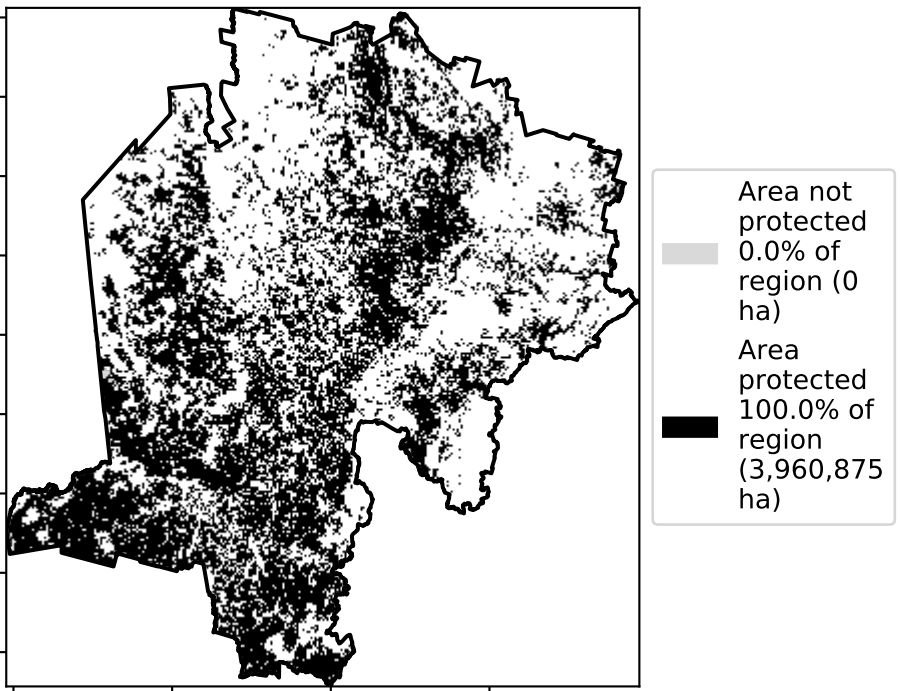 Area not
protected
0.0% of
region (0
ha)
Area
protected
100.0% of
region
(3,960,875
ha)